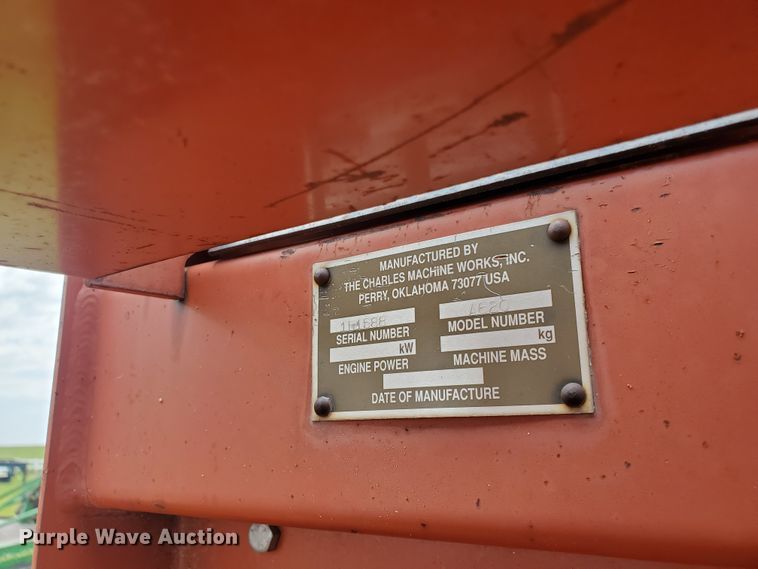 MANUFACTURED BY
THE CHARLES MACHINE WORKS, INC.
PERRY, OKLAHOMA 73077 USA
SERIAL NUMBER
MODEL NUMBER
kW
kg
ENGINE POWER
MACHINE MASS
DATE OF MANUFACTURE
Purple Wave Auction